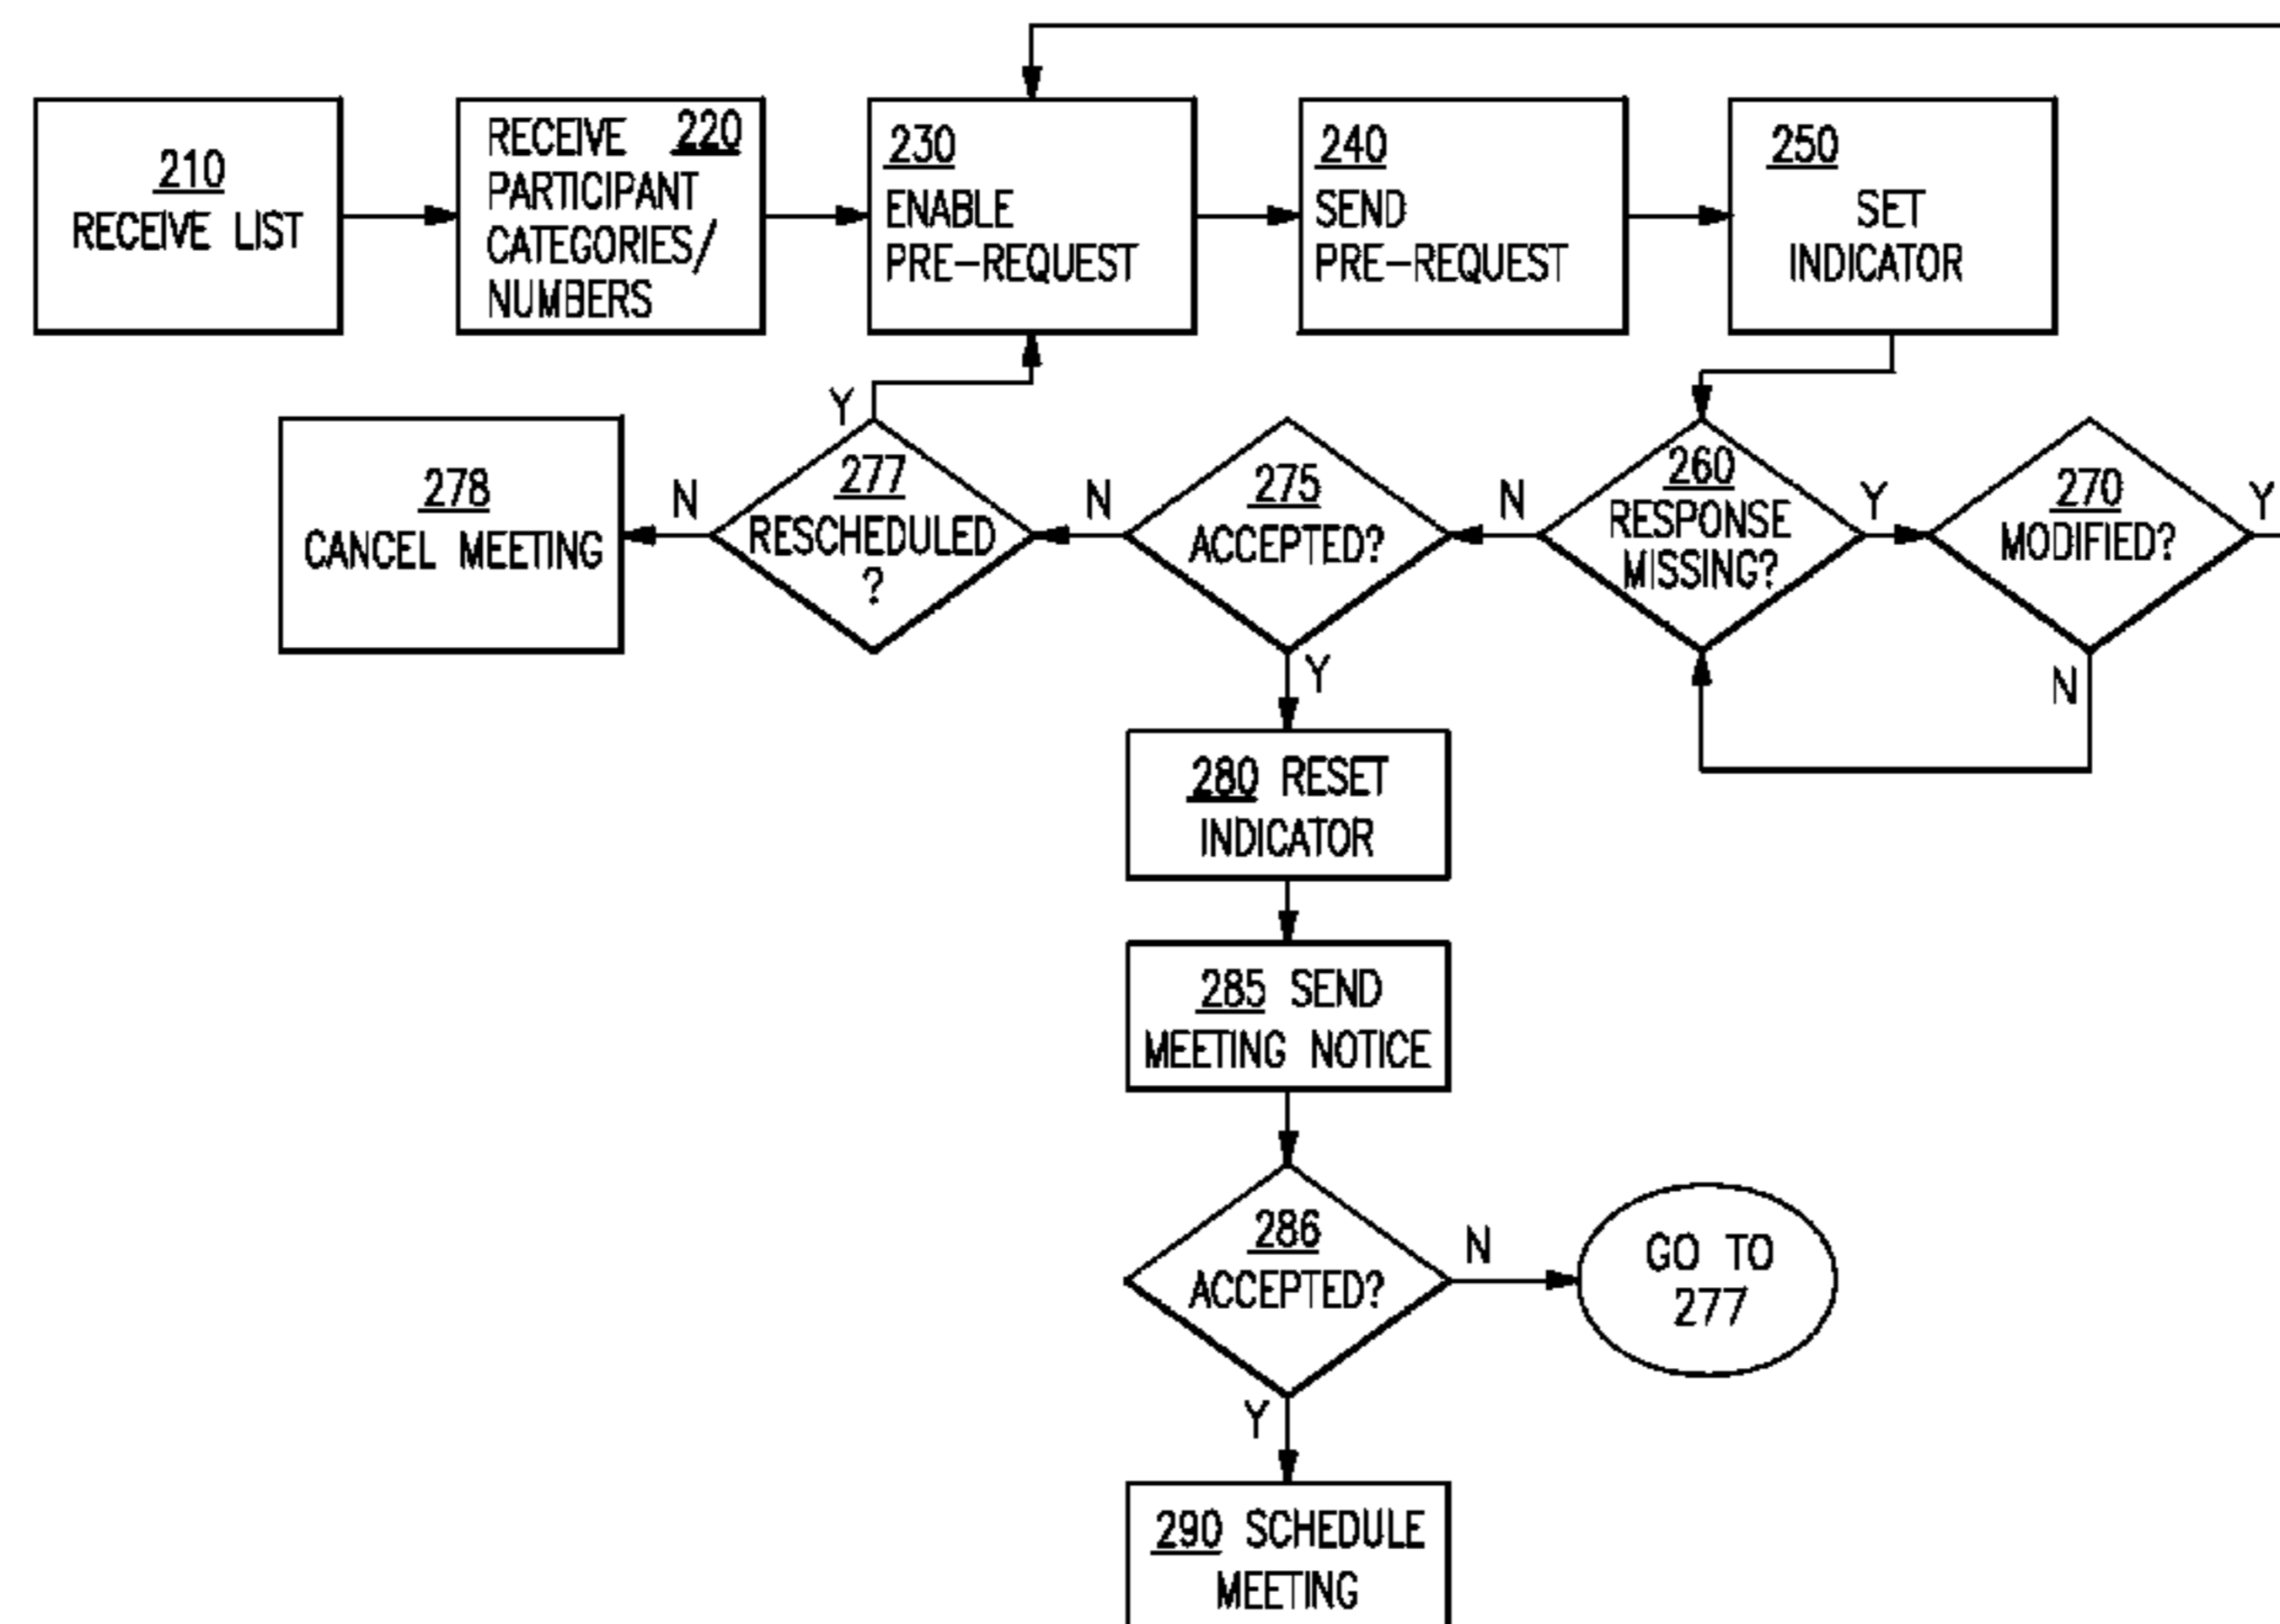 210
RECEIVE LIST
RECEIVE 220
PARTICIPANT
CATEGORIES/
NUMBERS
230
ENABLE
PRE-REQUEST
240
SEND
PRE-REQUEST
250
SET
INDICATOR
278
CANCEL MEETING
N
Y
277
RESCHEDULED
?
N
275
ACCEPTED?
Y
N
260
RESPONSE
MISSING?
Y
270
MODIFIED?
Y
N
280 RESET
INDICATOR
285 SEND
MEETING NOTICE
286
ACCEPTED?
N
GO TO
277
Y
290 SCHEDULE
MEETING